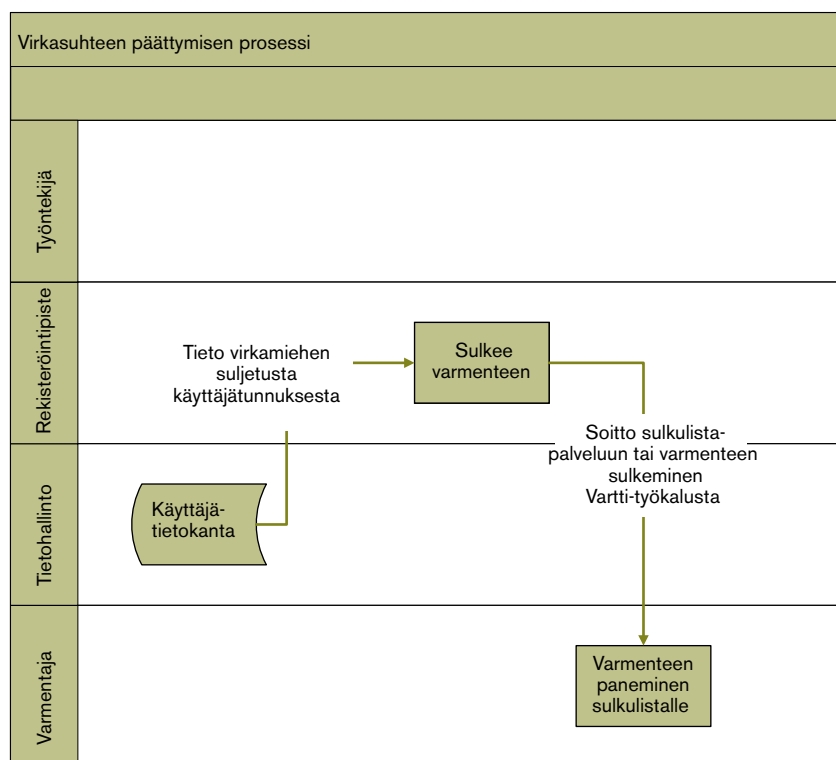 Virkasuhteen päättymisen prosessi
Työntekijä
Rekisteröintipiste
Tieto virkamiehen
suljetusta
käyttäjätunnuksesta
Sulkee
varmenteen
Soitto sulkulista-
palveluun tai varmenteen
sulkeminen
Vartti-työkalusta
Tietohallinto
Käyttäjä-
tietokanta
Varmentaja
Varmenteen
paneminen
sulkulistalle